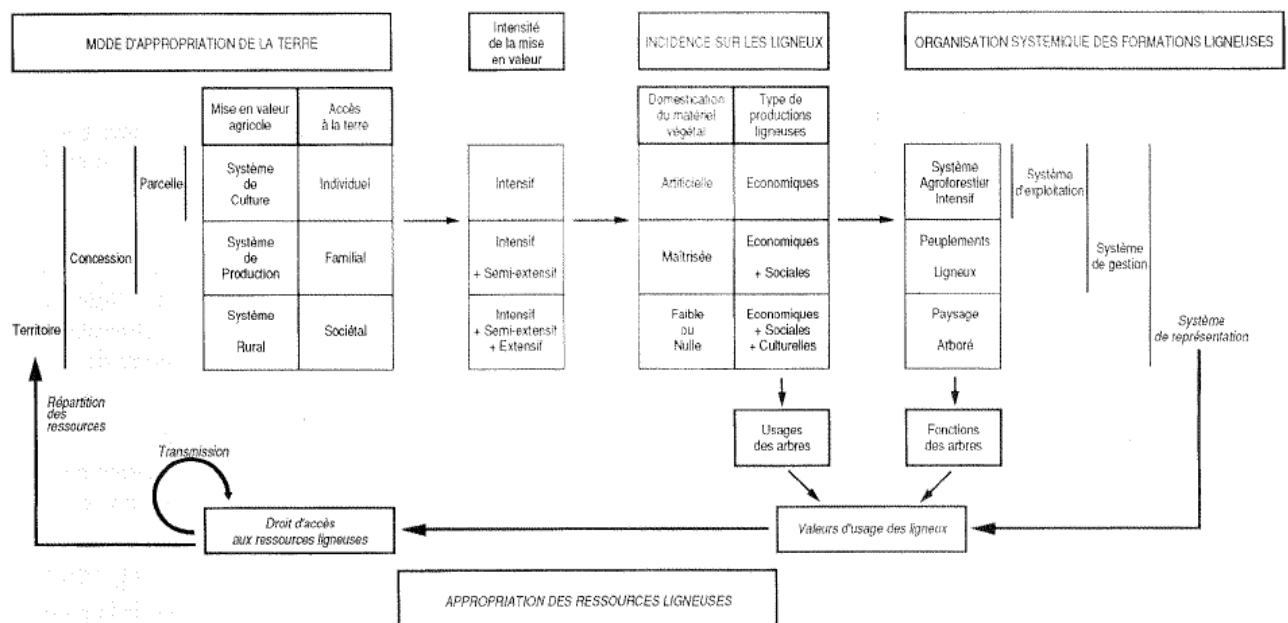 MODE D'APPROPRIATION DE LA TERRE
Intensité
de la mise
en valeur
INCIDENCE SUR LES LIGNEUX
ORGANISATION SYSTEMIQUE DES FORMATIONS LIGNEUSES
Mise en valeur
agricole
Accès
à la terre
Domestication
du matériel
végétal
Type de
productions
ligneuses
Territoire
Concession
Parcelle
Système
de
Culture
Individuel
Intensif
Artificielle
Economiques
Système
Agroforestier
Intensif
Système
d'exploitation
Système
de
Production
Familial
Intensif
+ Semi-extensif
Maîtrisée
Economiques
+ Sociales
Peuplements
Ligneux
Système
de gestion
Système
Rural
Sociétal
Intensif
+ Semi-extensif
+ Extensif
Faible
ou
Nulle
Economiques
+ Sociales
+ Culturelles
Paysage
Arboré
Système
de représentation
Répartition
des
ressources
Transmission
Usages
des arbres
Fonctions
des arbres
Droit d'accès
aux ressources ligneuses
Valeurs d'usage des ligneux
APPROPRIATION DES RESSOURCES LIGNEUSES